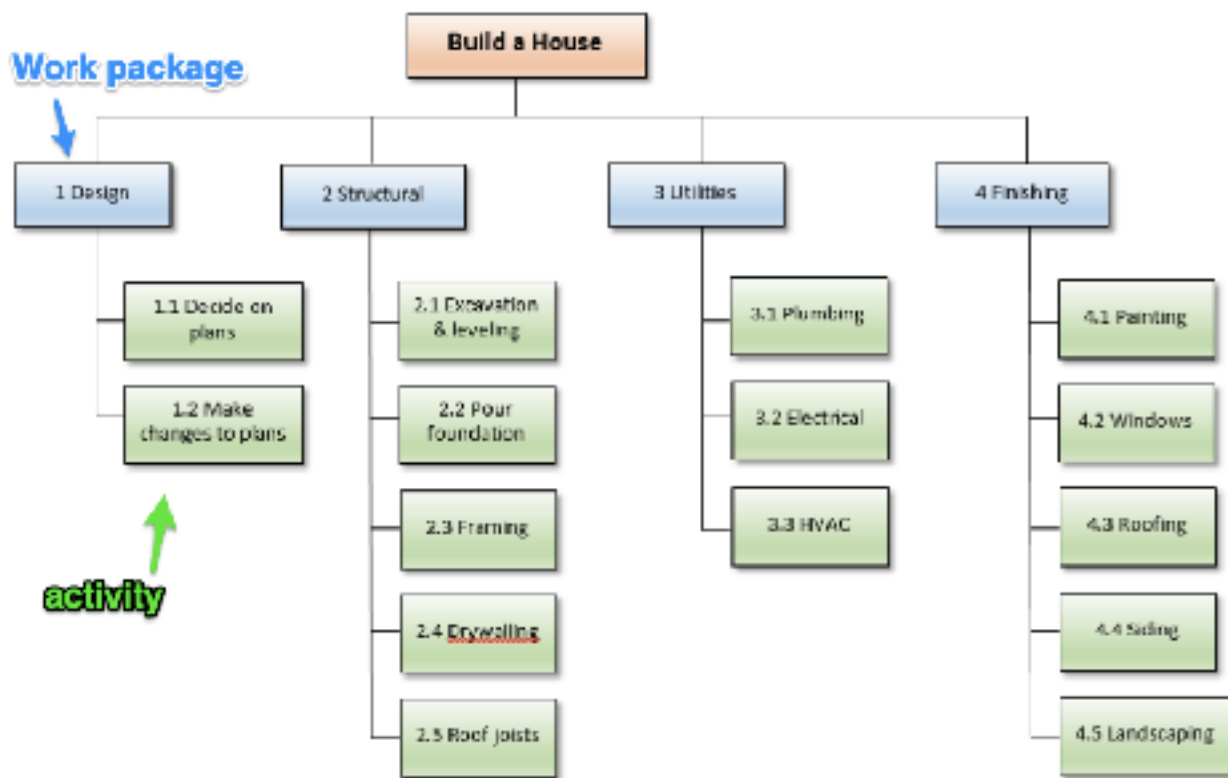 Build a House
Work package
1 Design
2 Structural
3 Utilities
4 Finishing
1.1 Decide on
plans
1.2 Make
changes to plans
activity
2.1 Excavation
& leveling
2.2 Pour
foundation
2.3 Framing
2.4 Drywalling
2.5 Roof joists
3.1 Plumbing
3.2 Electrical
3.3 HVAC
4.1 Painting
4.2 Windows
4.3 Roofing
4.4 Siding
4.5 Landscaping